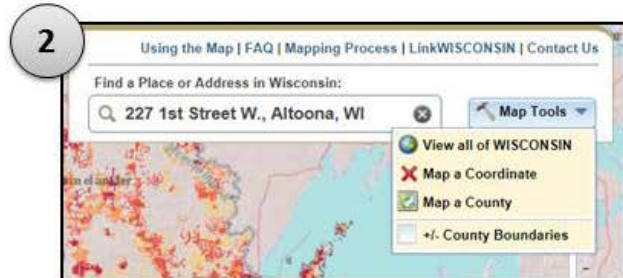 2
Using the Map | FAQ | Mapping Process | LinkWISCONSIN | Contact Us
Find a Place or Address in Wisconsin:
227 1st Street W., Altoona, WI
Map Tools
View all of WISCONSIN
Map a Coordinate
Map a County
+/- County Boundaries